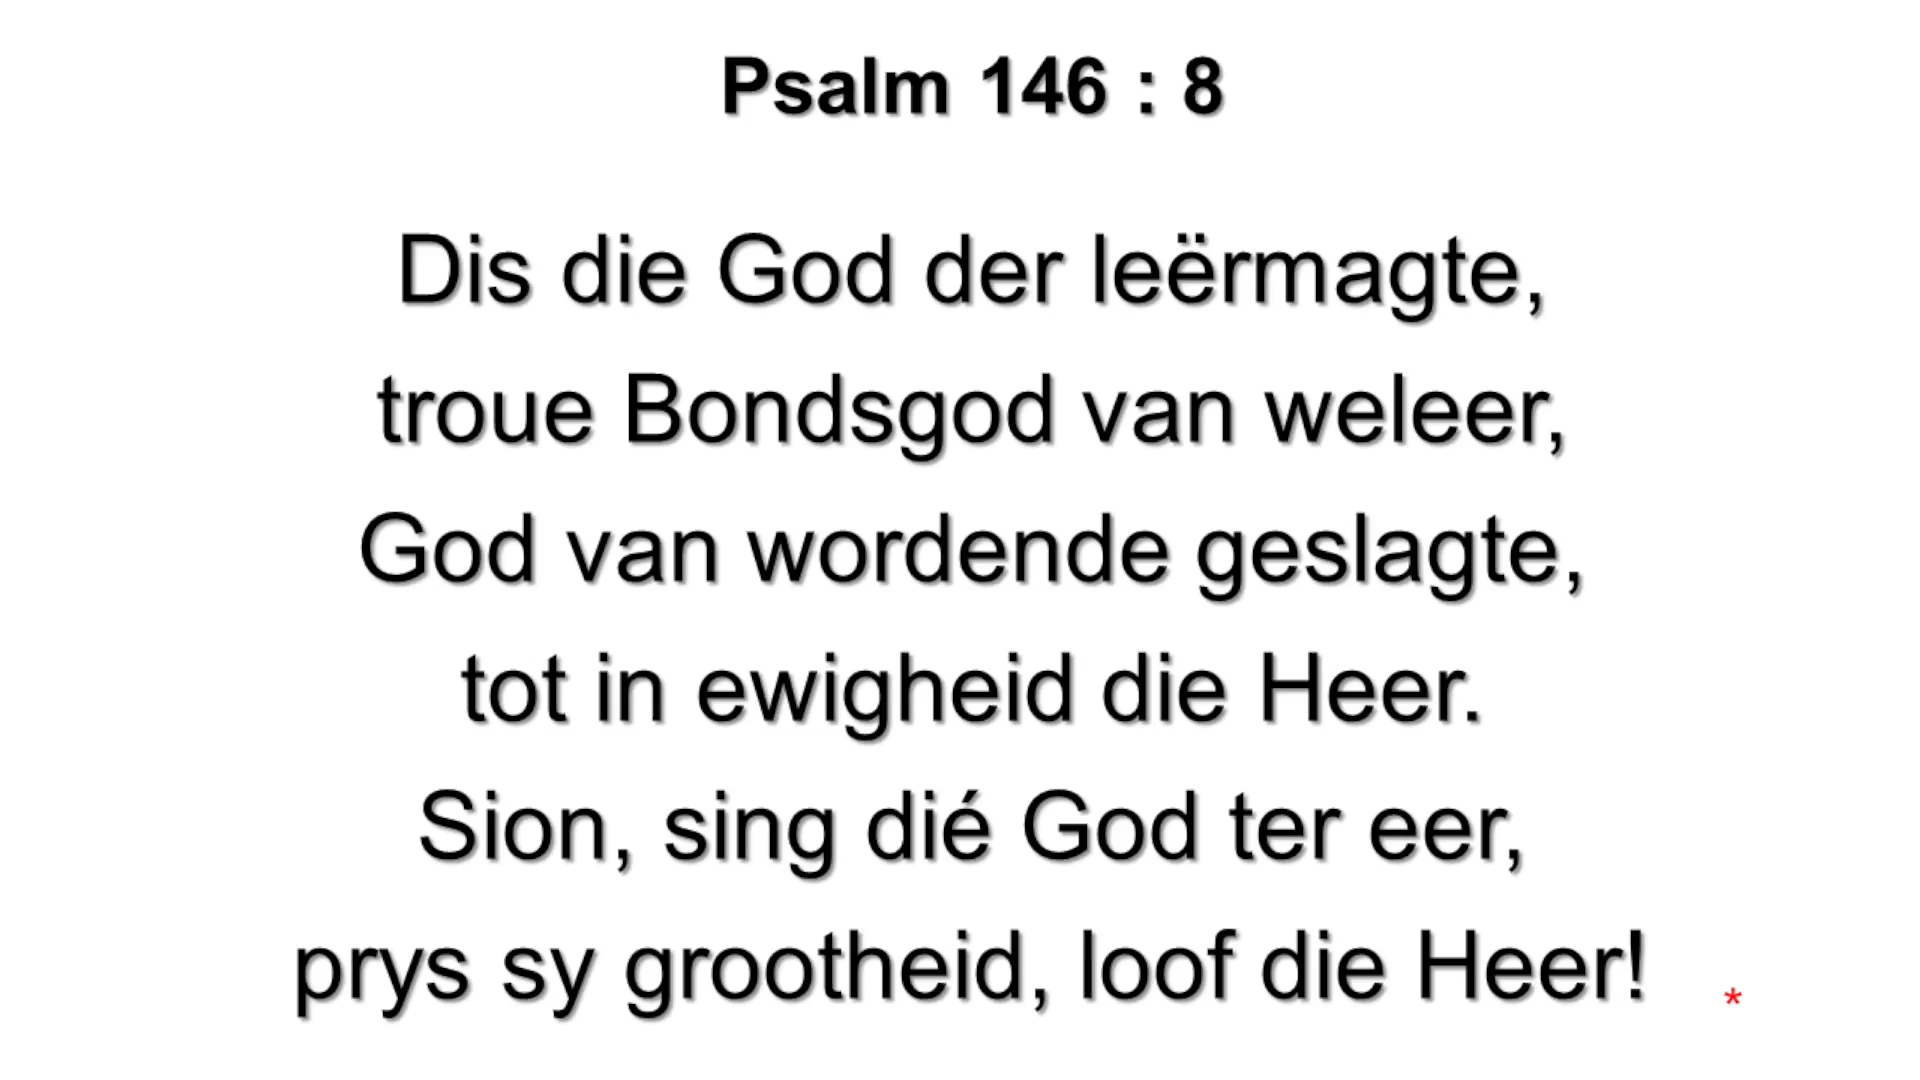 Psalm 146 : 8
Dis die God der leërmagte,
troue Bondsgod van weleer,
God van wordende geslagte,
tot in ewigheid die Heer.
Sion, sing dié God ter eer,
prys sy grootheid, loof die Heer! *